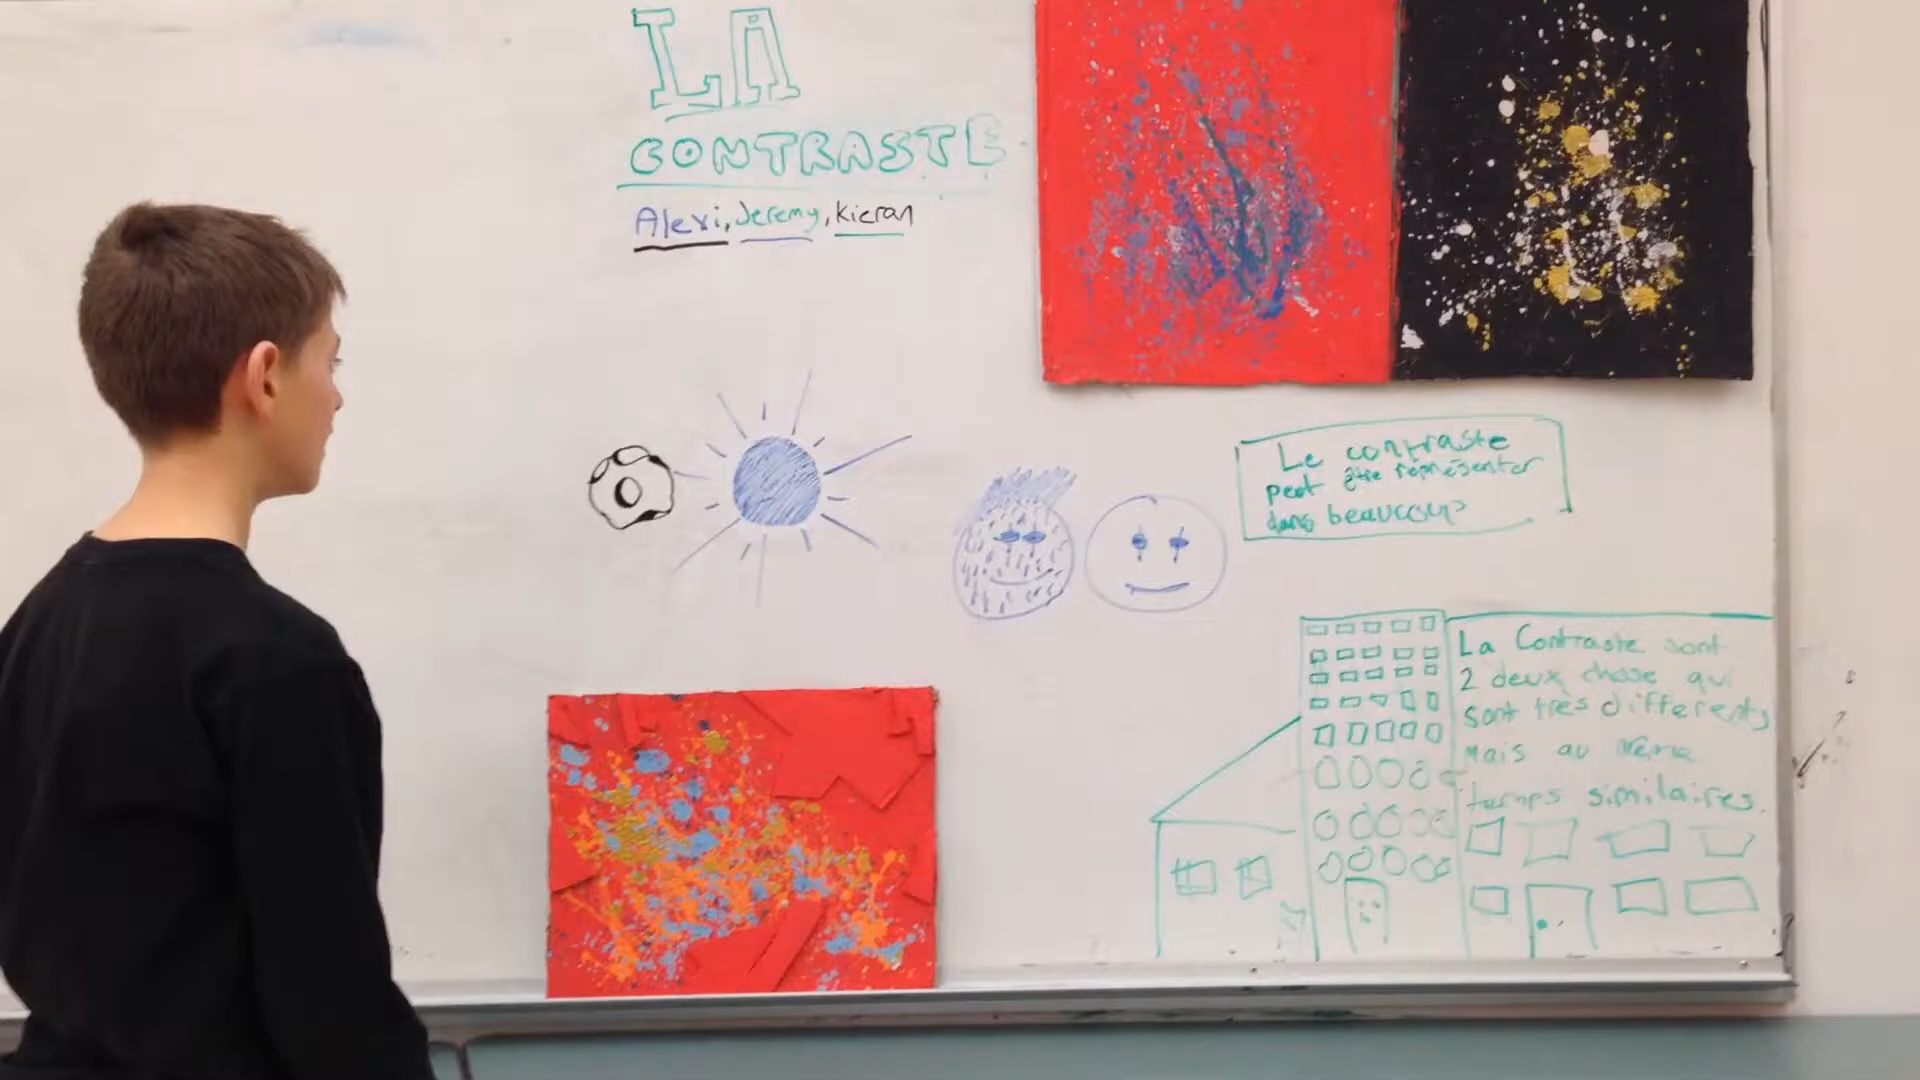 LA
CONTRASTE
Alexi, Jeremy, Kieran
Le contraste
peut être représenter
dans beaucoup
La Contraste sont
2 deux chose qui
sont très différents
mais au même
temps similaires.